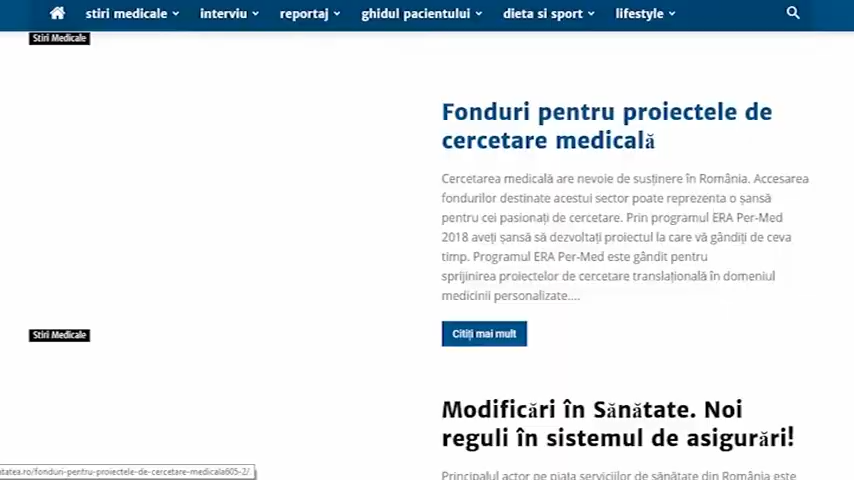 stiri medicale interviu reportaj ghidul pacientului dieta si sport lifestyle
Stiri Medicale
Fonduri pentru proiectele de
cercetare medicală
Cercetarea medicală are nevoie de susținere în România. Accesarea
fondurilor destinate acestui sector poate reprezenta o șansă
pentru cei pasionați de cercetare. Prin programul ERA Per-Med
2018 aveți șansă să dezvoltați proiectul la care vă gândiți de ceva
timp. Programul ERA Per-Med este gândit pentru
sprijinirea proiectelor de cercetare translațională în domeniul
medicinii personalizate....
Citiți mai mult
Stiri Medicale
Modificări în Sănătate. Noi
reguli în sistemul de asigurări!
tatea.ro/fonduri-pentru-proiectele-de-cercetare-medicala605-2/
Principalul actor pe piața serviciilor de sănătate din România este